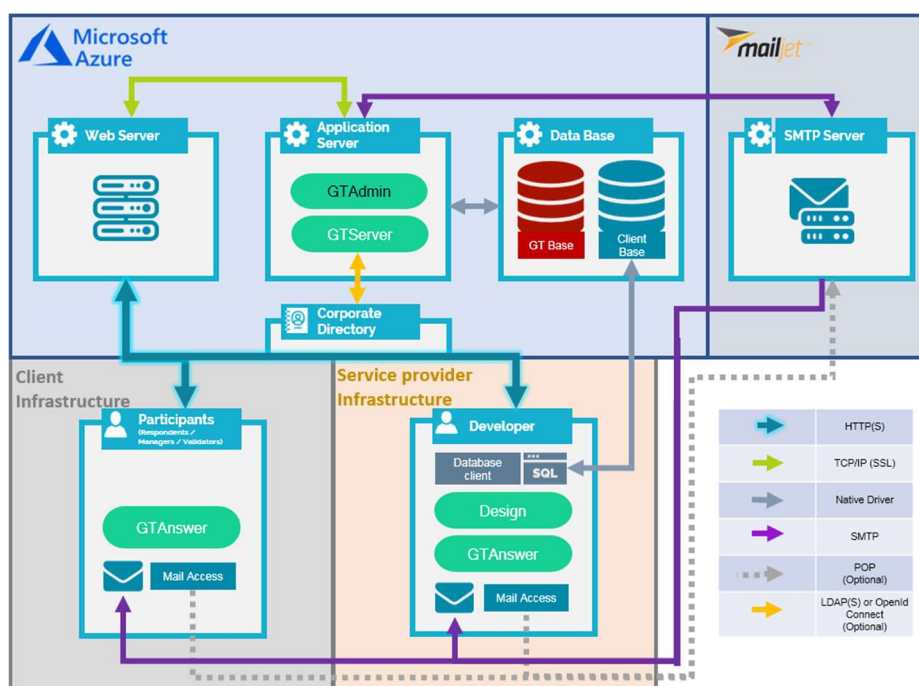 Microsoft
Azure
mailjet
Web Server
Application
Server
Data Base
SMTP Server
GTAdmin
GTServer
GT Base
Client
Base
Corporate
Directory
Client
Infrastructure
Service provider
Infrastructure
Participants
(Respondents /
Managers / Validators)
GTAnswer
Mail Access
Developer
Database
client
SQL
Design
GTAnswer
Mail Access
HTTP(S)
TCP/IP (SSL)
Native Driver
SMTP
POP
(Optional)
LDAP(S) or OpenId
Connect
(Optional)